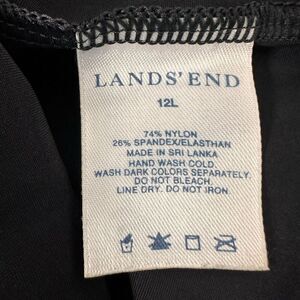 LANDS' END
12L
74% NYLON
26% SPANDEX/ELASTHAN
MADE IN SRI LANKA
HAND WASH COLD.
WASH DARK COLORS SEPARATELY.
DO NOT BLEACH.
LINE DRY. DO NOT IRON.